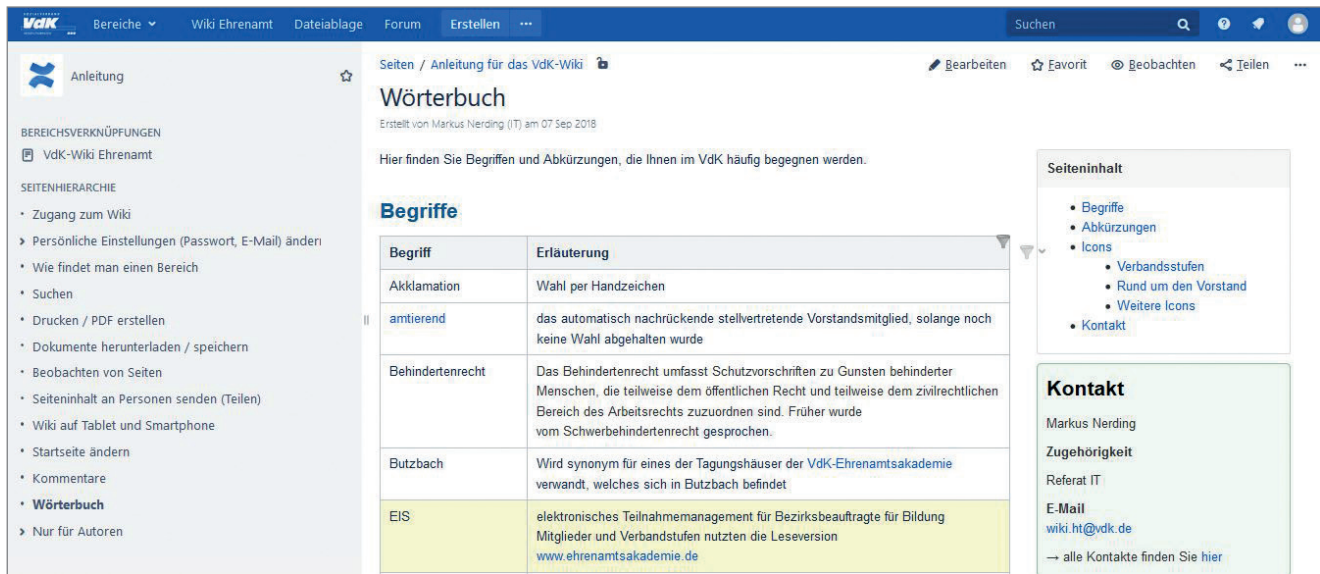 VdK
Bereiche
Wiki Ehrenamt
Dateiablage
Forum
Erstellen
Suchen
Anleitung
BEREICHSVERKNÜPFUNGEN
VdK-Wiki Ehrenamt
SEITENHIERARCHIE
Zugang zum Wiki
Persönliche Einstellungen (Passwort, E-Mail) änder
Wie findet man einen Bereich
Suchen
Drucken / PDF erstellen
Dokumente herunterladen / speichern
Beobachten von Seiten
Seiteninhalt an Personen senden (Teilen)
Wiki auf Tablet und Smartphone
Startseite ändern
Kommentare
Wörterbuch
Nur für Autoren
Seiten / Anleitung für das VdK-Wiki
Bearbeiten
Favorit
Beobachten
Teilen
Wörterbuch
Erstellt von Markus Nerding (IT) am 07 Sep 2018
Hier finden Sie Begriffen und Abkürzungen, die Ihnen im VdK häufig begegnen werden.
Begriffe
Begriff
Erläuterung
Akklamation
Wahl per Handzeichen
amtierend
das automatisch nachrückende stellvertretende Vorstandsmitglied, solange noch
keine Wahl abgehalten wurde
Behindertenrecht
Das Behindertenrecht umfasst Schutzvorschriften zu Gunsten behinderter
Menschen, die teilweise dem öffentlichen Recht und teilweise dem zivilrechtlichen
Bereich des Arbeitsrechts zuzuordnen sind. Früher wurde
vom Schwerbehindertenrecht gesprochen.
Butzbach
Wird synonym für eines der Tagungshäuser der VdK-Ehrenamtsakademie
verwandt, welches sich in Butzbach befindet
EIS
elektronisches Teilnahmemanagement für Bezirksbeauftragte für Bildung
Mitglieder und Verbandstufen nutzten die Leseversion
www.ehrenamtsakademie.de
Seiteninhalt
Begriffe
Abkürzungen
Icons
Verbandsstufen
Rund um den Vorstand
Weitere Icons
Kontakt
Kontakt
Markus Nerding
Zugehörigkeit
Referat IT
E-Mail
wiki.ht@vdk.de
→ alle Kontakte finden Sie hier